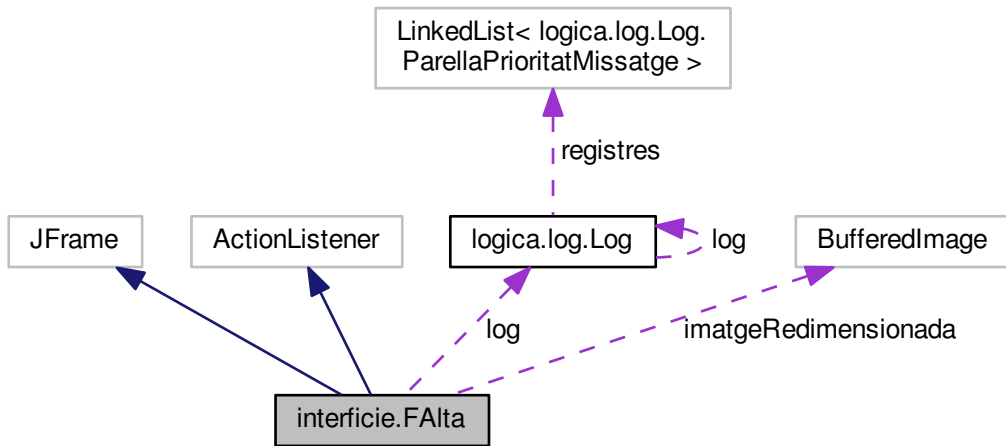 LinkedList< logica.log.Log.
ParellaPrioritatMissatge >
registres
JFrame
ActionListener
logica.log.Log
log
BufferedImage
log
imatgeRedimensionada
interficie.FAlta